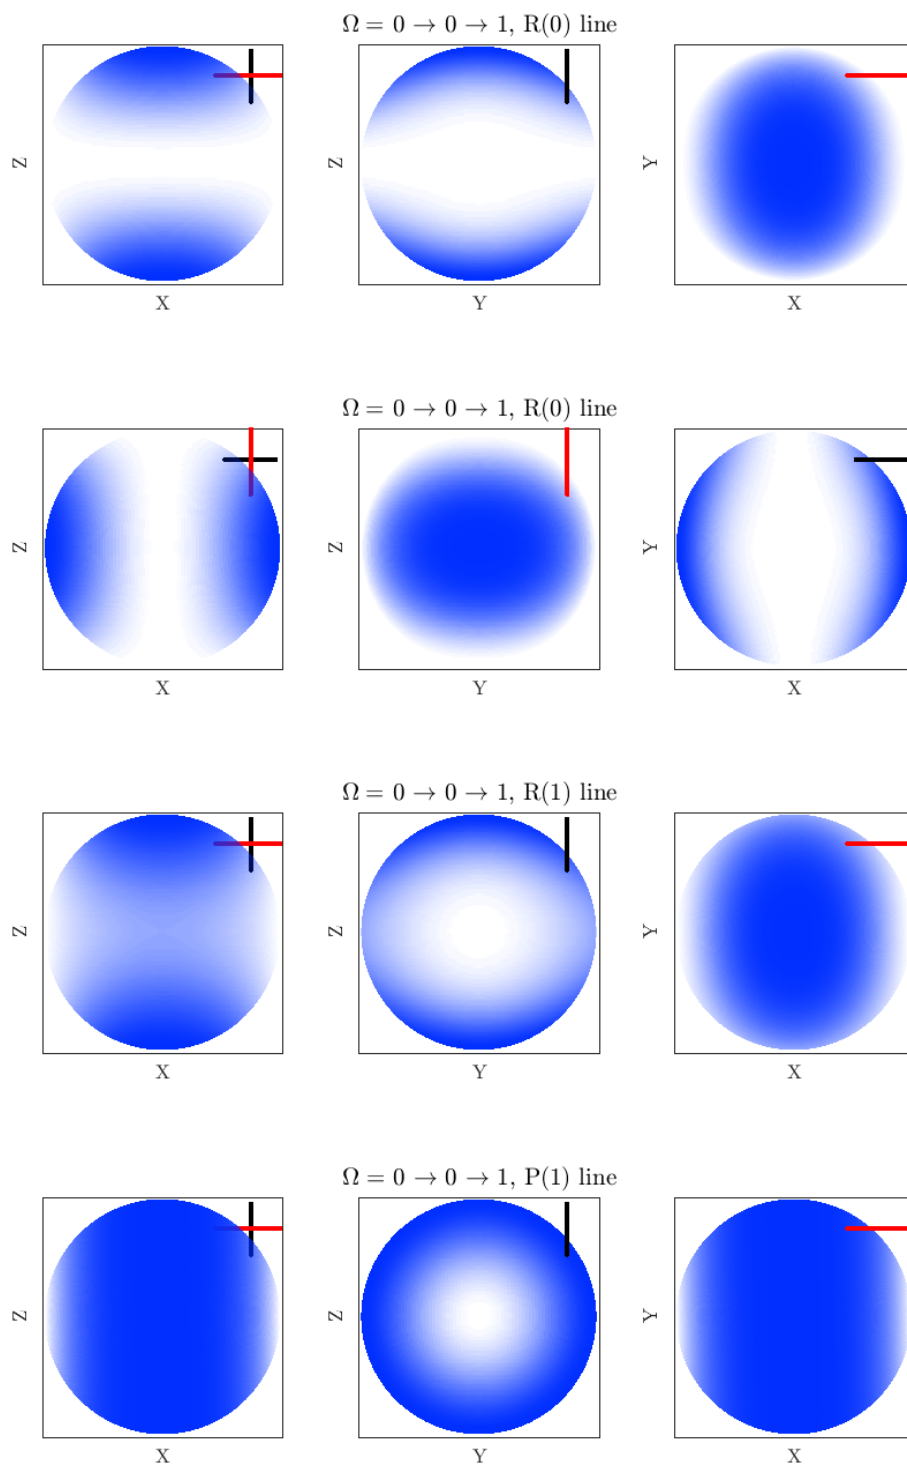 Ω = 0 → 0 → 1, R(0) line
Z
X
Z
Y
Y
X
Ω = 0 → 0 → 1, R(0) line
Z
X
Z
Y
Y
X
Ω = 0 → 0 → 1, R(1) line
Z
X
Z
Y
Y
X
Ω = 0 → 0 → 1, P(1) line
Z
X
Z
Y
Y
X